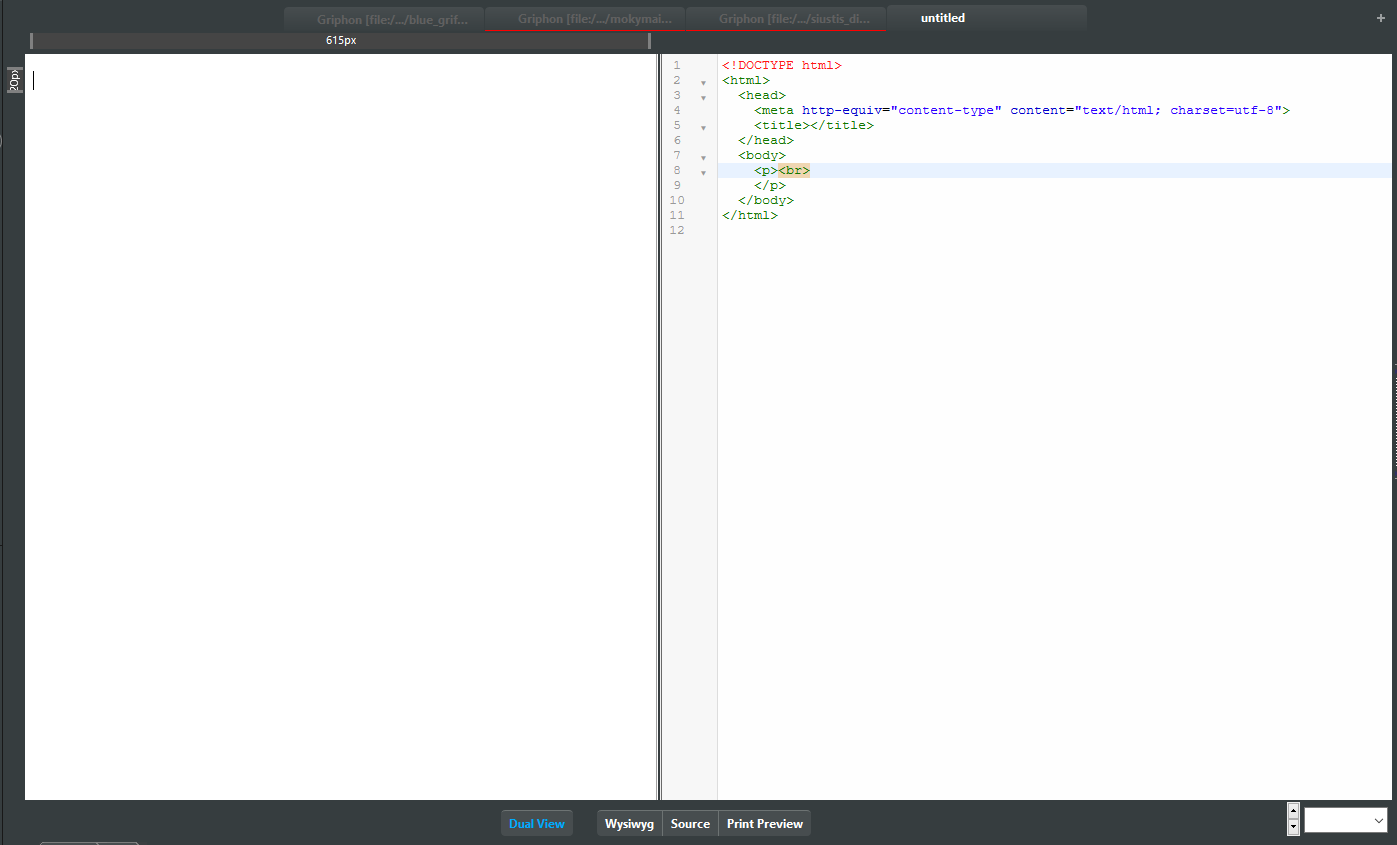 Griphon [file:/.../blue_grif... Griphon [file:/.../mokymai... Griphon [file:/.../siustis_di... untitled +
615px
20px
1 <!DOCTYPE html>
2 <html>
3 <head>
4 <meta http-equiv="content-type" content="text/html; charset=utf-8">
5 <title></title>
6 </head>
7 <body>
8 <p><br>
9 </p>
10 </body>
11 </html>
12
Dual View Wysiwyg Source Print Preview